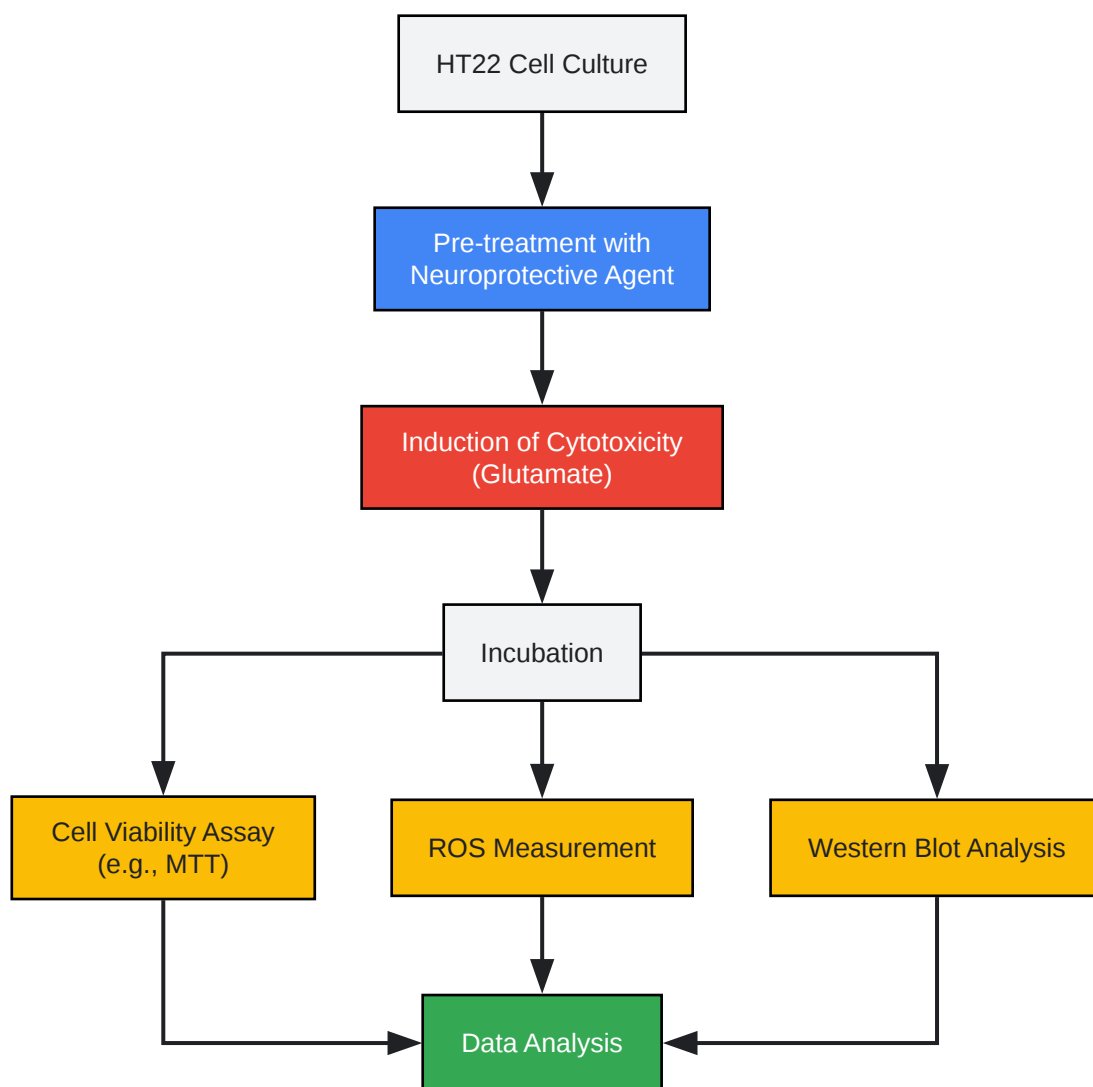 HT22 Cell Culture
Pre-treatment with
Neuroprotective Agent
Induction of Cytotoxicity
(Glutamate)
Incubation
Cell Viability Assay
(e.g., MTT)
ROS Measurement
Western Blot Analysis
Data Analysis